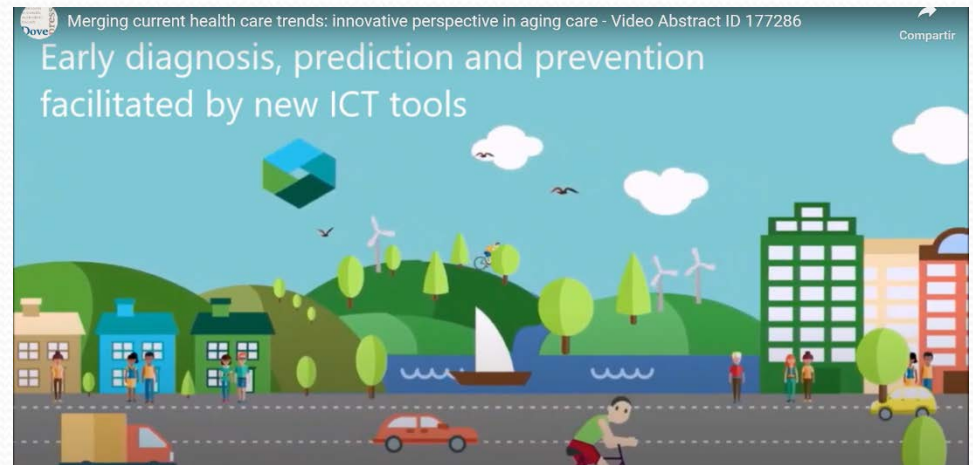 Merging current health care trends: innovative perspective in aging care - Video Abstract ID 177286
Compartir
Dove
Early diagnosis, prediction and prevention
facilitated by new ICT tools